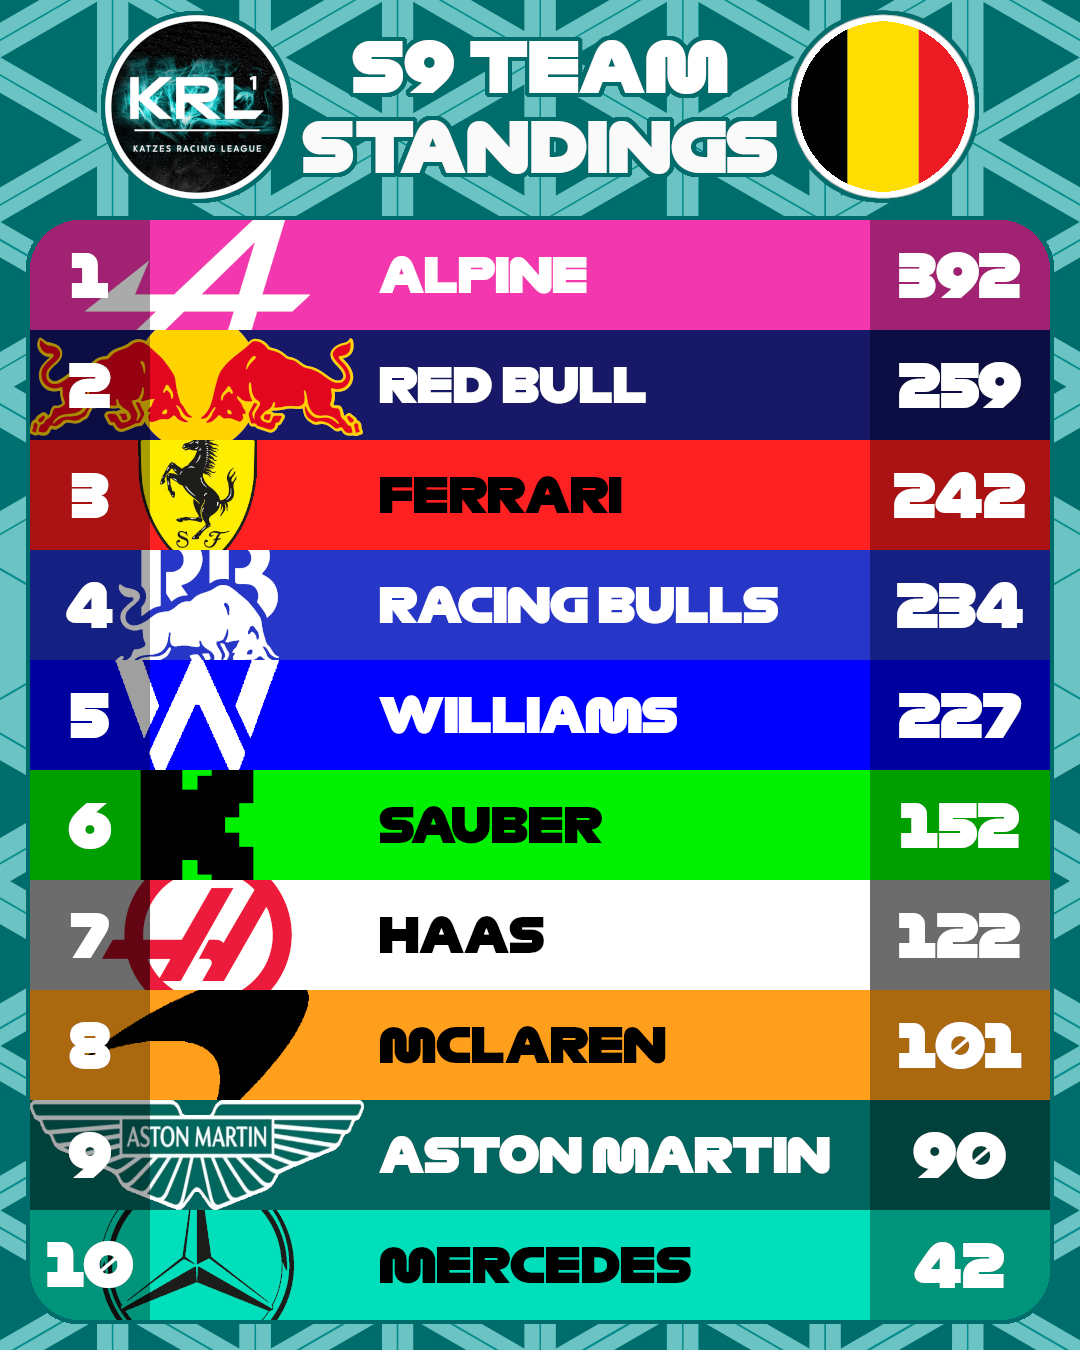 KRL1
KATZES RACING LEAGUE
S9 TEAM
STANDINGS
1 ALPINE 392
2 RED BULL 259
S F
3 FERRARI 242
RB
4 RACING BULLS 234
W
5 WILLIAMS 227
K
6 SAUBER 152
H
7 HAAS 122
8 MCLAREN 101
ASTON MARTIN
9 ASTON MARTIN 90
10 MERCEDES 42